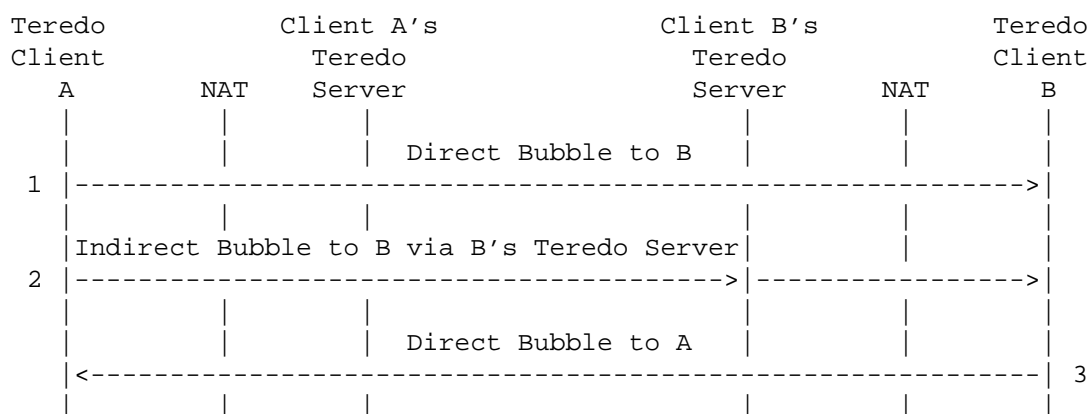 Teredo Client A's Client B's Teredo
Client Teredo Teredo Client
A NAT Server Server NAT B
Direct Bubble to B
1
Indirect Bubble to B via B's Teredo Server
2
Direct Bubble to A
3